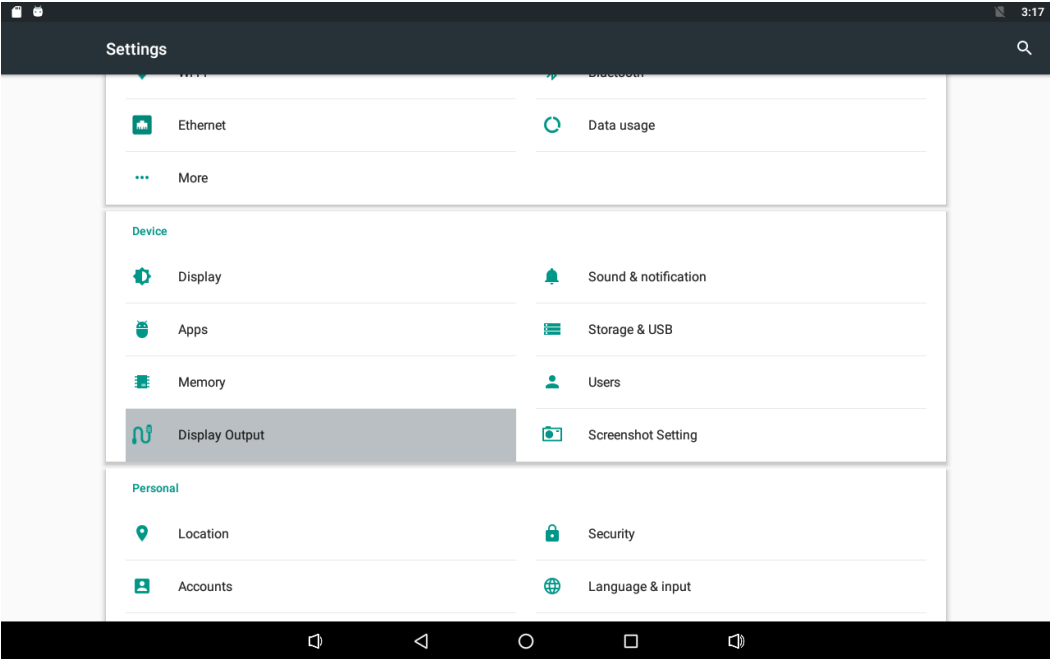 3:17
Settings
Ethernet
Data usage
More
Device
Display
Sound & notification
Apps
Storage & USB
Memory
Users
Display Output
Screenshot Setting
Personal
Location
Security
Accounts
Language & input